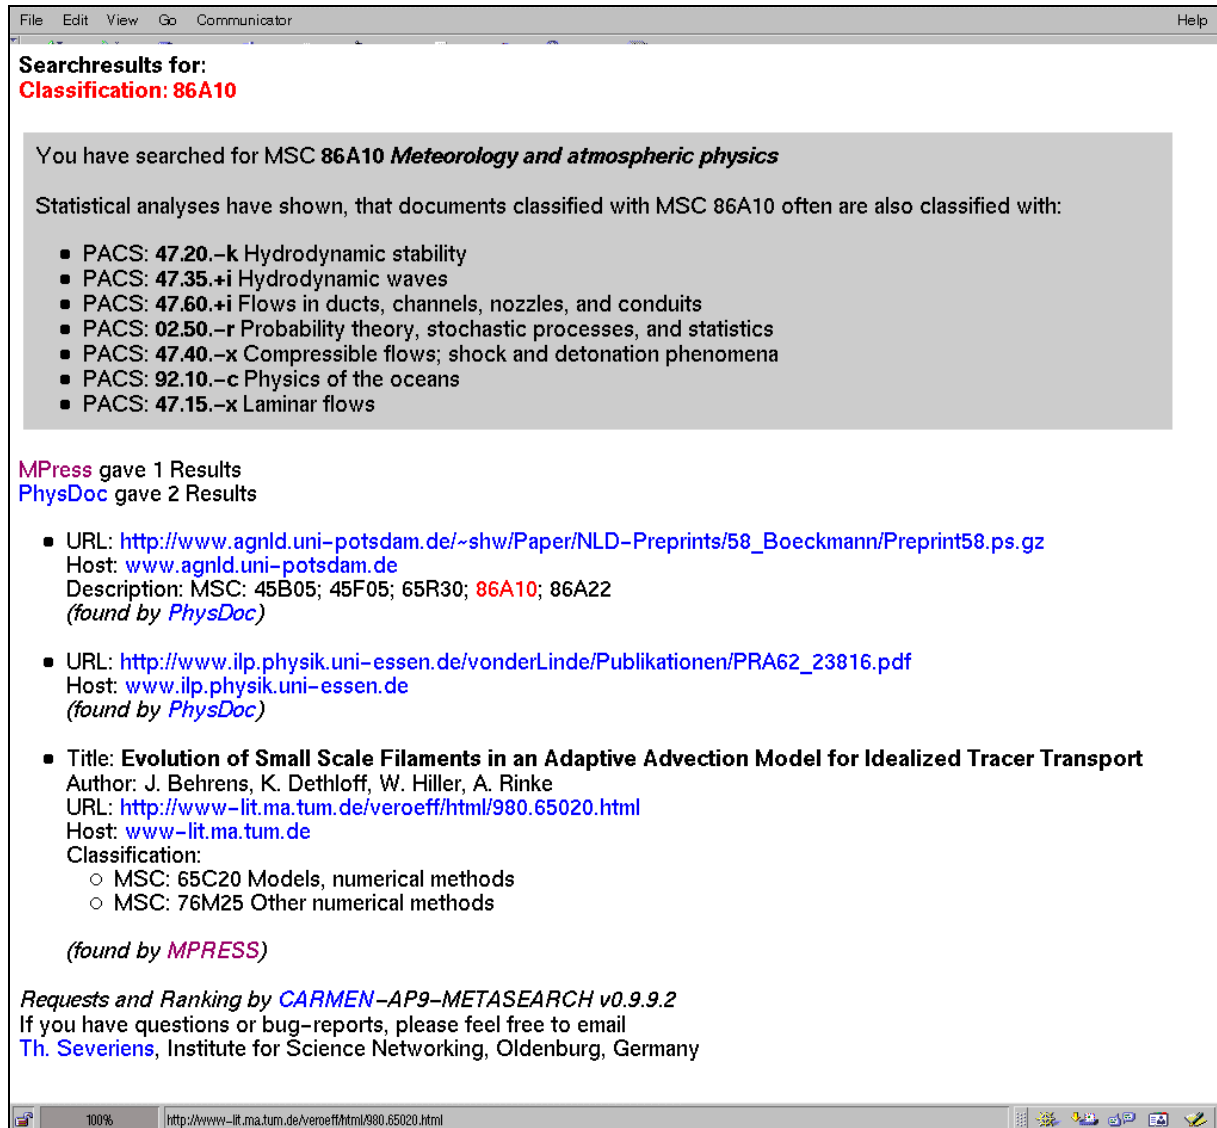 File Edit View Go Communicator Help
Searchresults for:
Classification: 86A10
You have searched for MSC 86A10 Meteorology and atmospheric physics
Statistical analyses have shown, that documents classified with MSC 86A10 often are also classified with:
PACS: 47.20.-k Hydrodynamic stability
PACS: 47.35.+i Hydrodynamic waves
PACS: 47.60.+i Flows in ducts, channels, nozzles, and conduits
PACS: 02.50.-r Probability theory, stochastic processes, and statistics
PACS: 47.40.-x Compressible flows; shock and detonation phenomena
PACS: 92.10.-c Physics of the oceans
PACS: 47.15.-x Laminar flows
MPress gave 1 Results
PhysDoc gave 2 Results
URL: http://www.agnld.uni-potsdam.de/~shw/Paper/NLD-Preprints/58_Boeckmann/Preprint58.ps.gz
Host: www.agnld.uni-potsdam.de
Description: MSC: 45B05; 45F05; 65R30; 86A10; 86A22
(found by PhysDoc)
URL: http://www.ilp.physik.uni-essen.de/vonderLinde/Publikationen/PRA62_23816.pdf
Host: www.ilp.physik.uni-essen.de
(found by PhysDoc)
Title: Evolution of Small Scale Filaments in an Adaptive Advection Model for Idealized Tracer Transport
Author: J. Behrens, K. Dethloff, W. Hiller, A. Rinke
URL: http://www-lit.ma.tum.de/veroeff/html/980.65020.html
Host: www-lit.ma.tum.de
Classification:
MSC: 65C20 Models, numerical methods
MSC: 76M25 Other numerical methods
(found by MPRESS)
Requests and Ranking by CARMEN-AP9-METASEARCH v0.9.9.2
If you have questions or bug-reports, please feel free to email
Th. Severiens, Institute for Science Networking, Oldenburg, Germany
100% http://www-lit.ma.tum.de/veroeff/html/980.65020.html